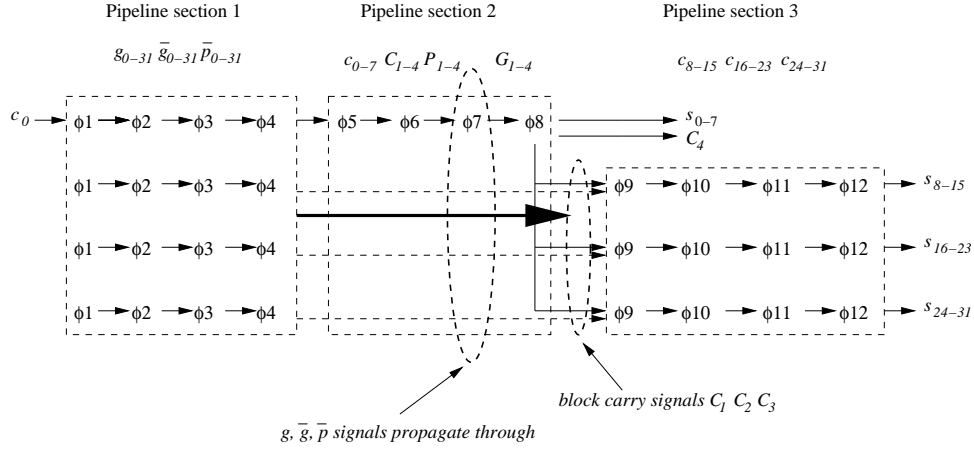 Pipeline section 1 Pipeline section 2 Pipeline section 3
g0–31 g̅0–31 p̅0–31 c0–7 C1–4 P1–4 G1–4 c8–15 c16–23 c24–31
c0 ϕ1 ϕ2 ϕ3 ϕ4 ϕ5 ϕ6 ϕ7 ϕ8 s0–7
C4
ϕ1 ϕ2 ϕ3 ϕ4 ϕ9 ϕ10 ϕ11 ϕ12 s8–15
ϕ1 ϕ2 ϕ3 ϕ4 ϕ9 ϕ10 ϕ11 ϕ12 s16–23
ϕ1 ϕ2 ϕ3 ϕ4 ϕ9 ϕ10 ϕ11 ϕ12 s24–31
block carry signals C1 C2 C3
g, g̅, p̅ signals propagate through